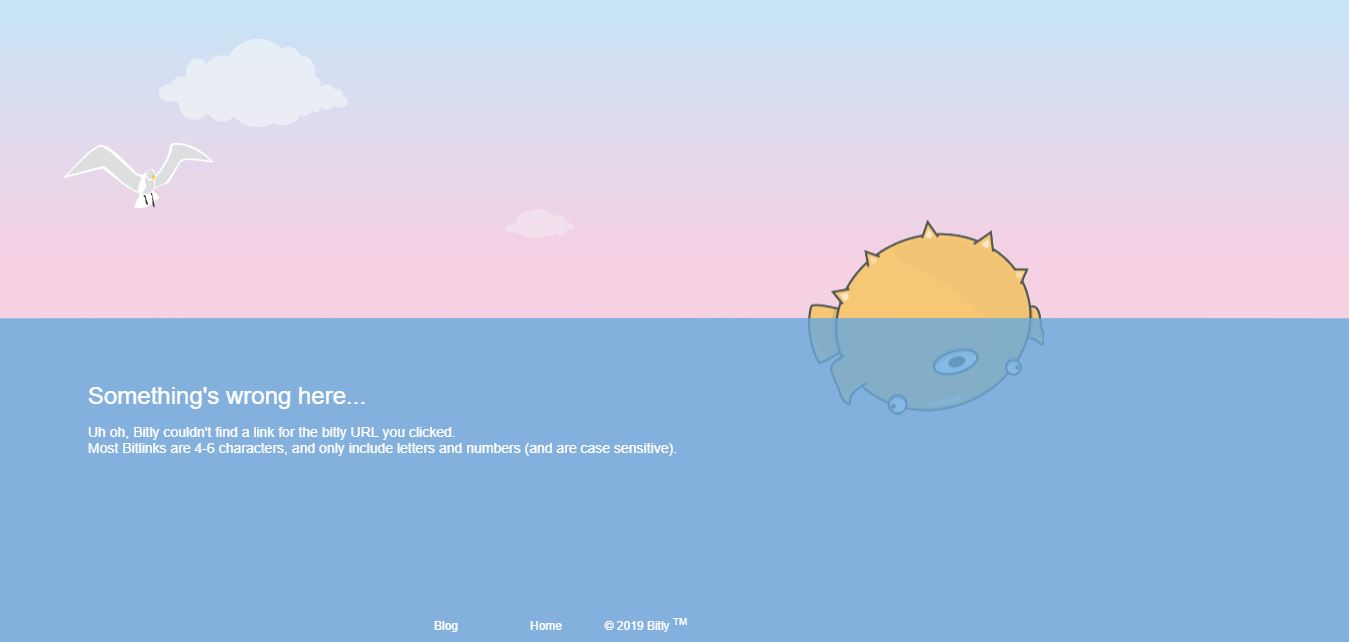 Something's wrong here...
Uh oh, Bitly couldn't find a link for the bitly URL you clicked.
Most Bitlinks are 4-6 characters, and only include letters and numbers (and are case sensitive).
Blog Home © 2019 Bitly TM